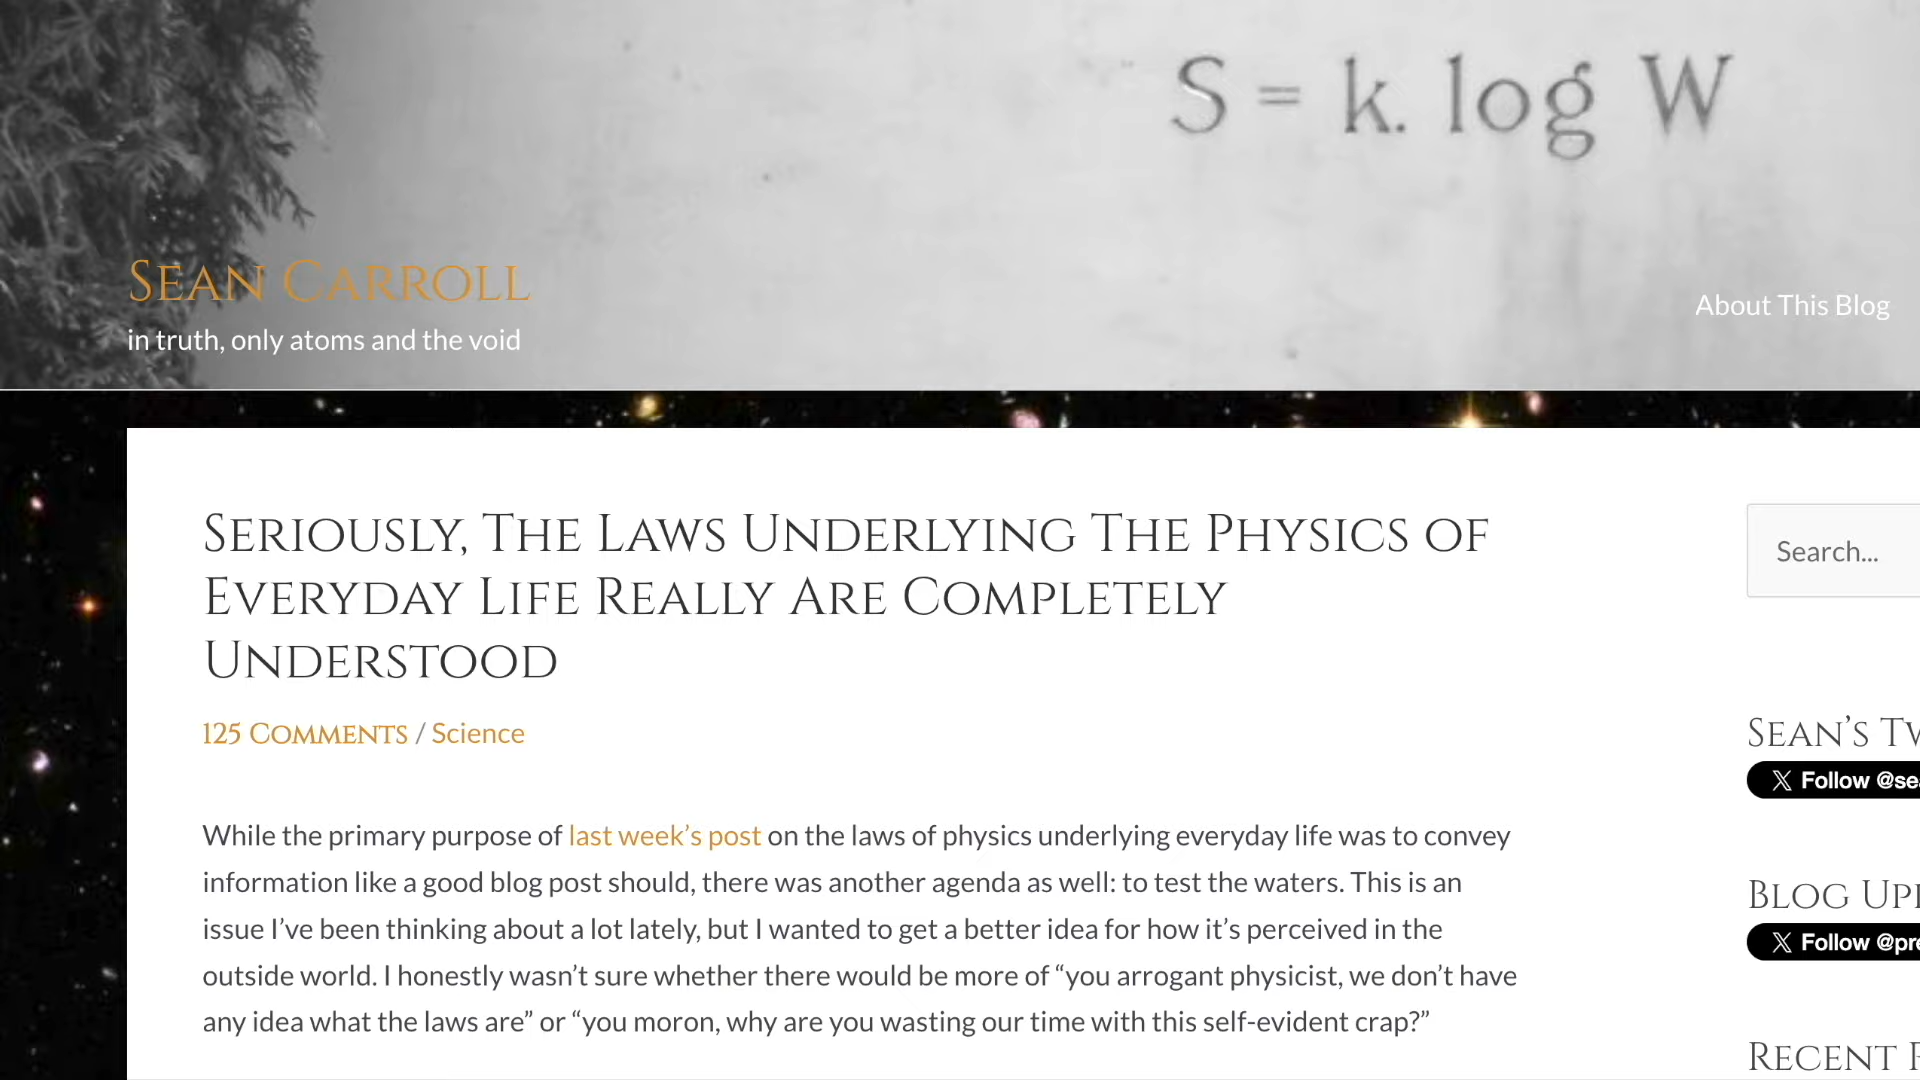 S = k. log W
SEAN CARROLL
in truth, only atoms and the void
About This Blog
SERIOUSLY, THE LAWS UNDERLYING THE PHYSICS OF
EVERYDAY LIFE REALLY ARE COMPLETELY
UNDERSTOOD
125 COMMENTS / Science
While the primary purpose of last week’s post on the laws of physics underlying everyday life was to convey
information like a good blog post should, there was another agenda as well: to test the waters. This is an
issue I’ve been thinking about a lot lately, but I wanted to get a better idea for how it’s perceived in the
outside world. I honestly wasn’t sure whether there would be more of “you arrogant physicist, we don’t have
any idea what the laws are” or “you moron, why are you wasting our time with this self-evident crap?”
Search...
SEAN’S
Follow
BLOG
Follow
RECENT